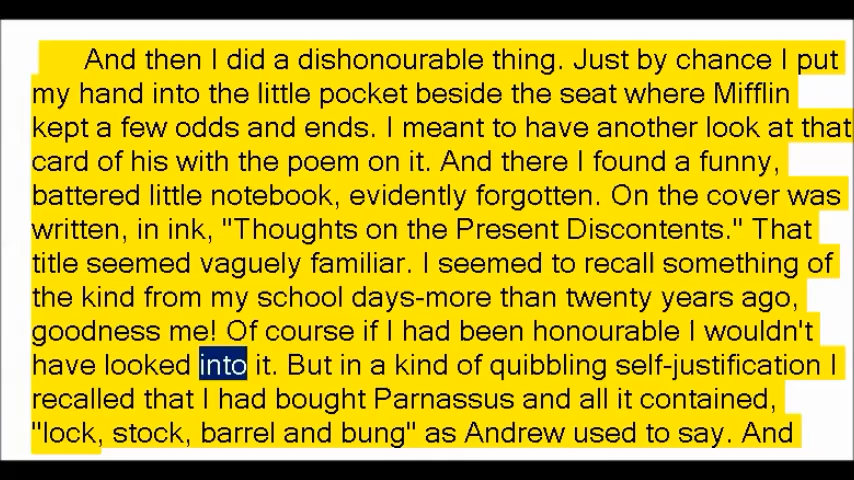 And then I did a dishonourable thing. Just by chance I put
my hand into the little pocket beside the seat where Mifflin
kept a few odds and ends. I meant to have another look at that
card of his with the poem on it. And there I found a funny,
battered little notebook, evidently forgotten. On the cover was
written, in ink, "Thoughts on the Present Discontents." That
title seemed vaguely familiar. I seemed to recall something of
the kind from my school days-more than twenty years ago,
goodness me! Of course if I had been honourable I wouldn't
have looked into it. But in a kind of quibbling self-justification I
recalled that I had bought Parnassus and all it contained,
"lock, stock, barrel and bung" as Andrew used to say. And